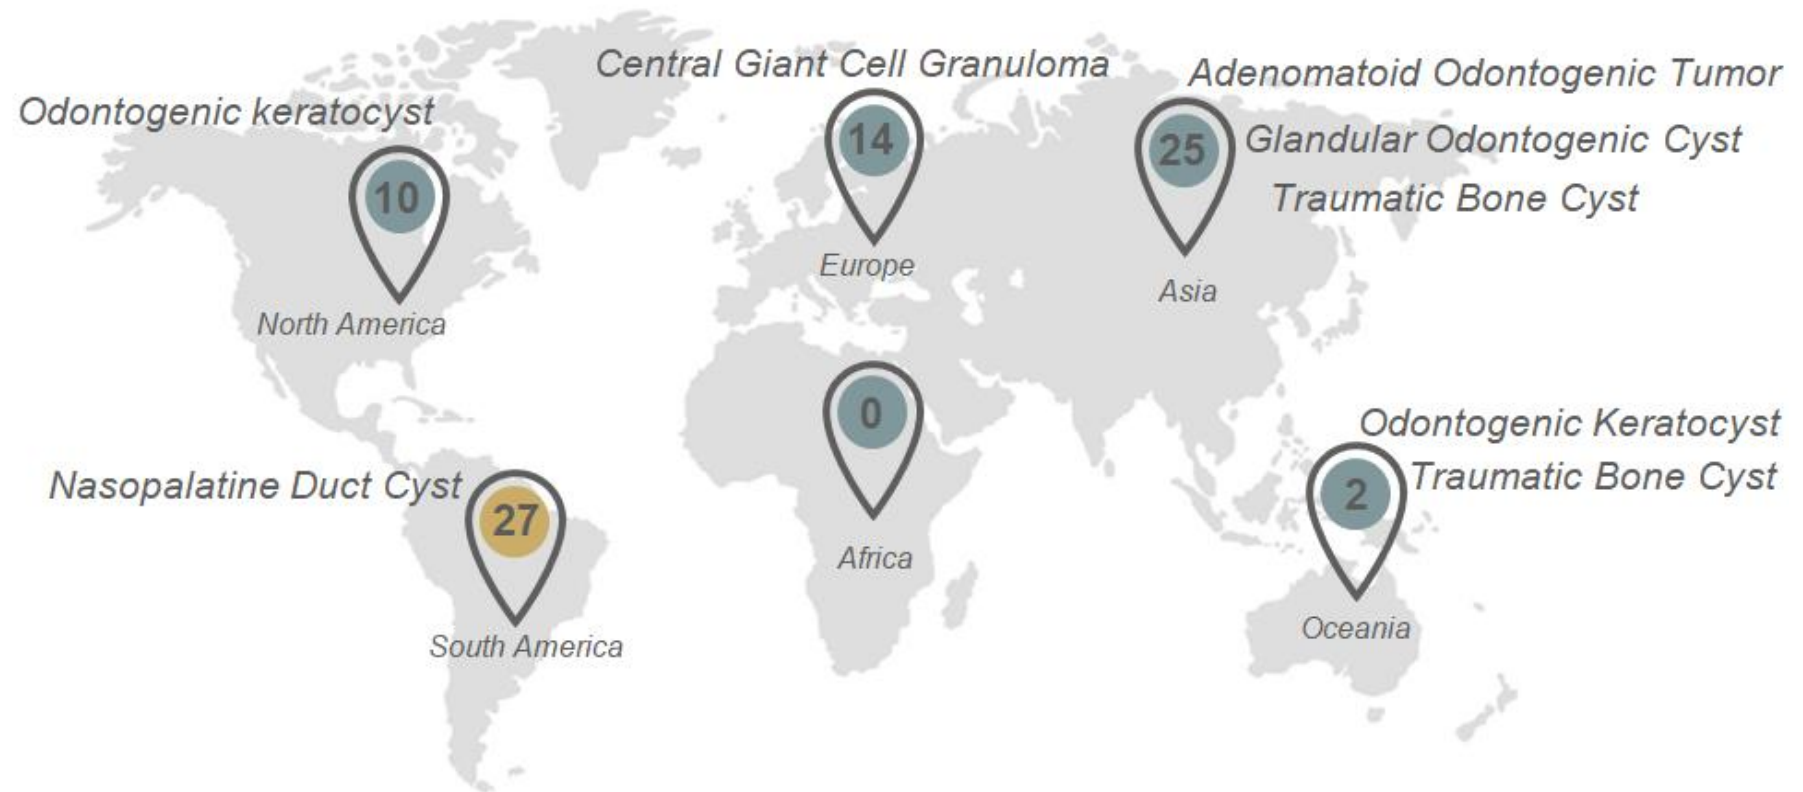 Central Giant Cell Granuloma
Adenomatoid Odontogenic Tumor
Odontogenic keratocyst
14
25
Glandular Odontogenic Cyst
10
Traumatic Bone Cyst
Europe
Asia
North America
0
Odontogenic Keratocyst
Nasopalatine Duct Cyst
2
Traumatic Bone Cyst
27
Africa
Oceania
South America